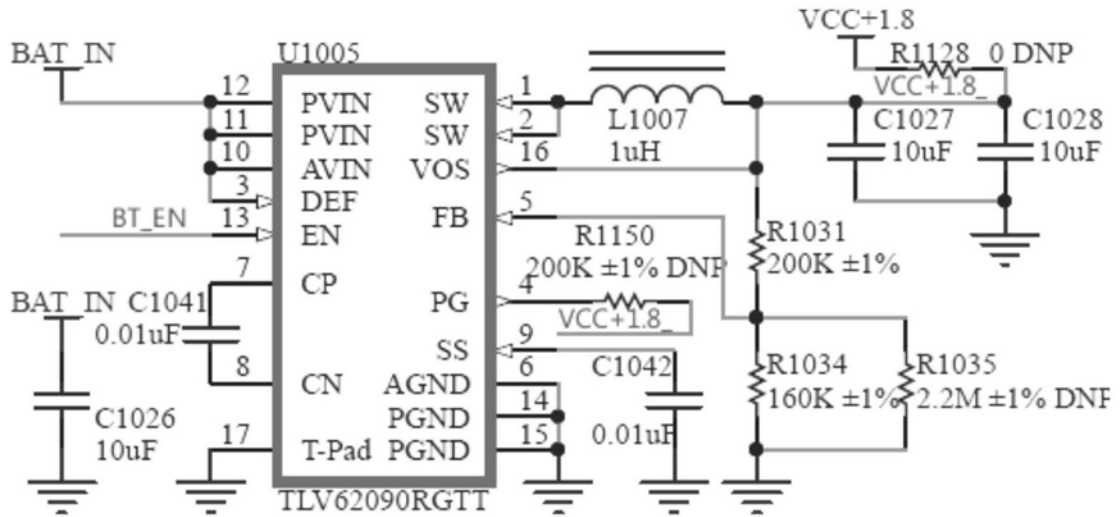 VCC+1.8
BAT_IN
U1005
R1128 0 DNP
VCC+1.8_
12 PVIN SW 1
11 PVIN SW 2
10 AVIN VOS 16
3 DEF
BT_EN 13 EN FB 5
L1007
1uH
C1027
10uF
C1028
10uF
R1031
200K ±1%
R1150
200K ±1% DNP
7 CP PG 4
VCC+1.8_
BAT_IN
C1041
0.01uF
SS 9
8 CN AGND 6
PGND 14
17 T-Pad PGND 15
C1042
0.01uF
R1034
160K ±1%
R1035
2.2M ±1% DNP
C1026
10uF
TLV62090RGTT